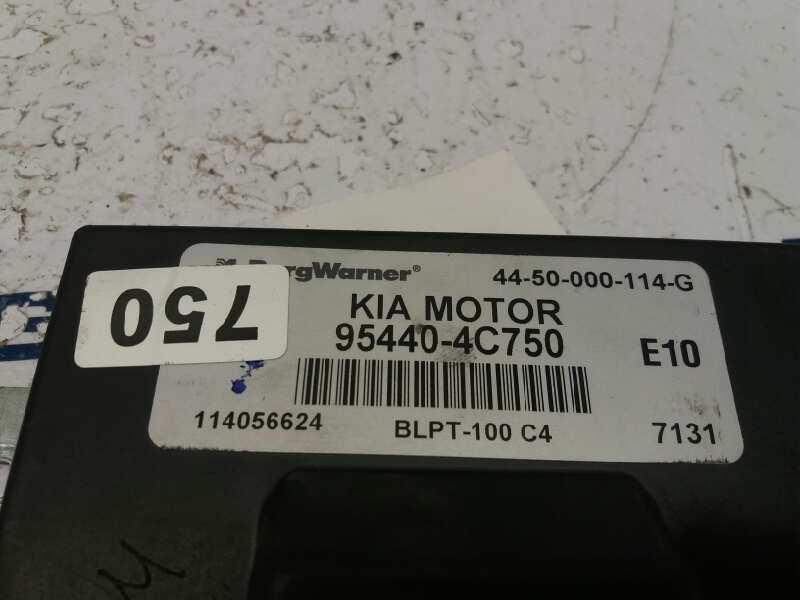 BorgWarner® 44-50-000-114-G
KIA MOTOR
95440-4C750
E10
750
114056624 BLPT-100 C4 7131